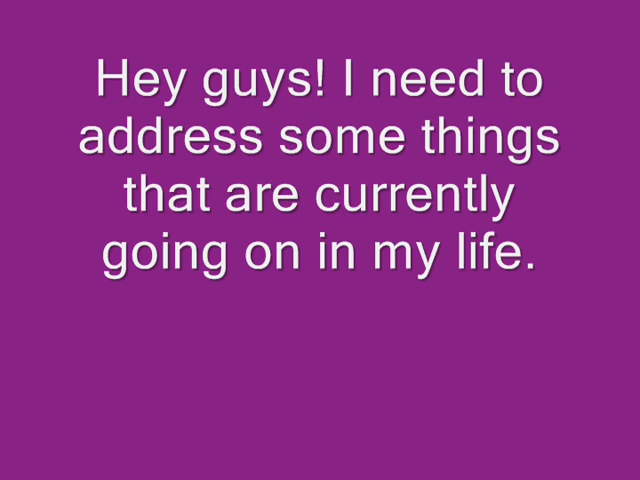 Hey guys! I need to
address some things
that are currently
going on in my life.